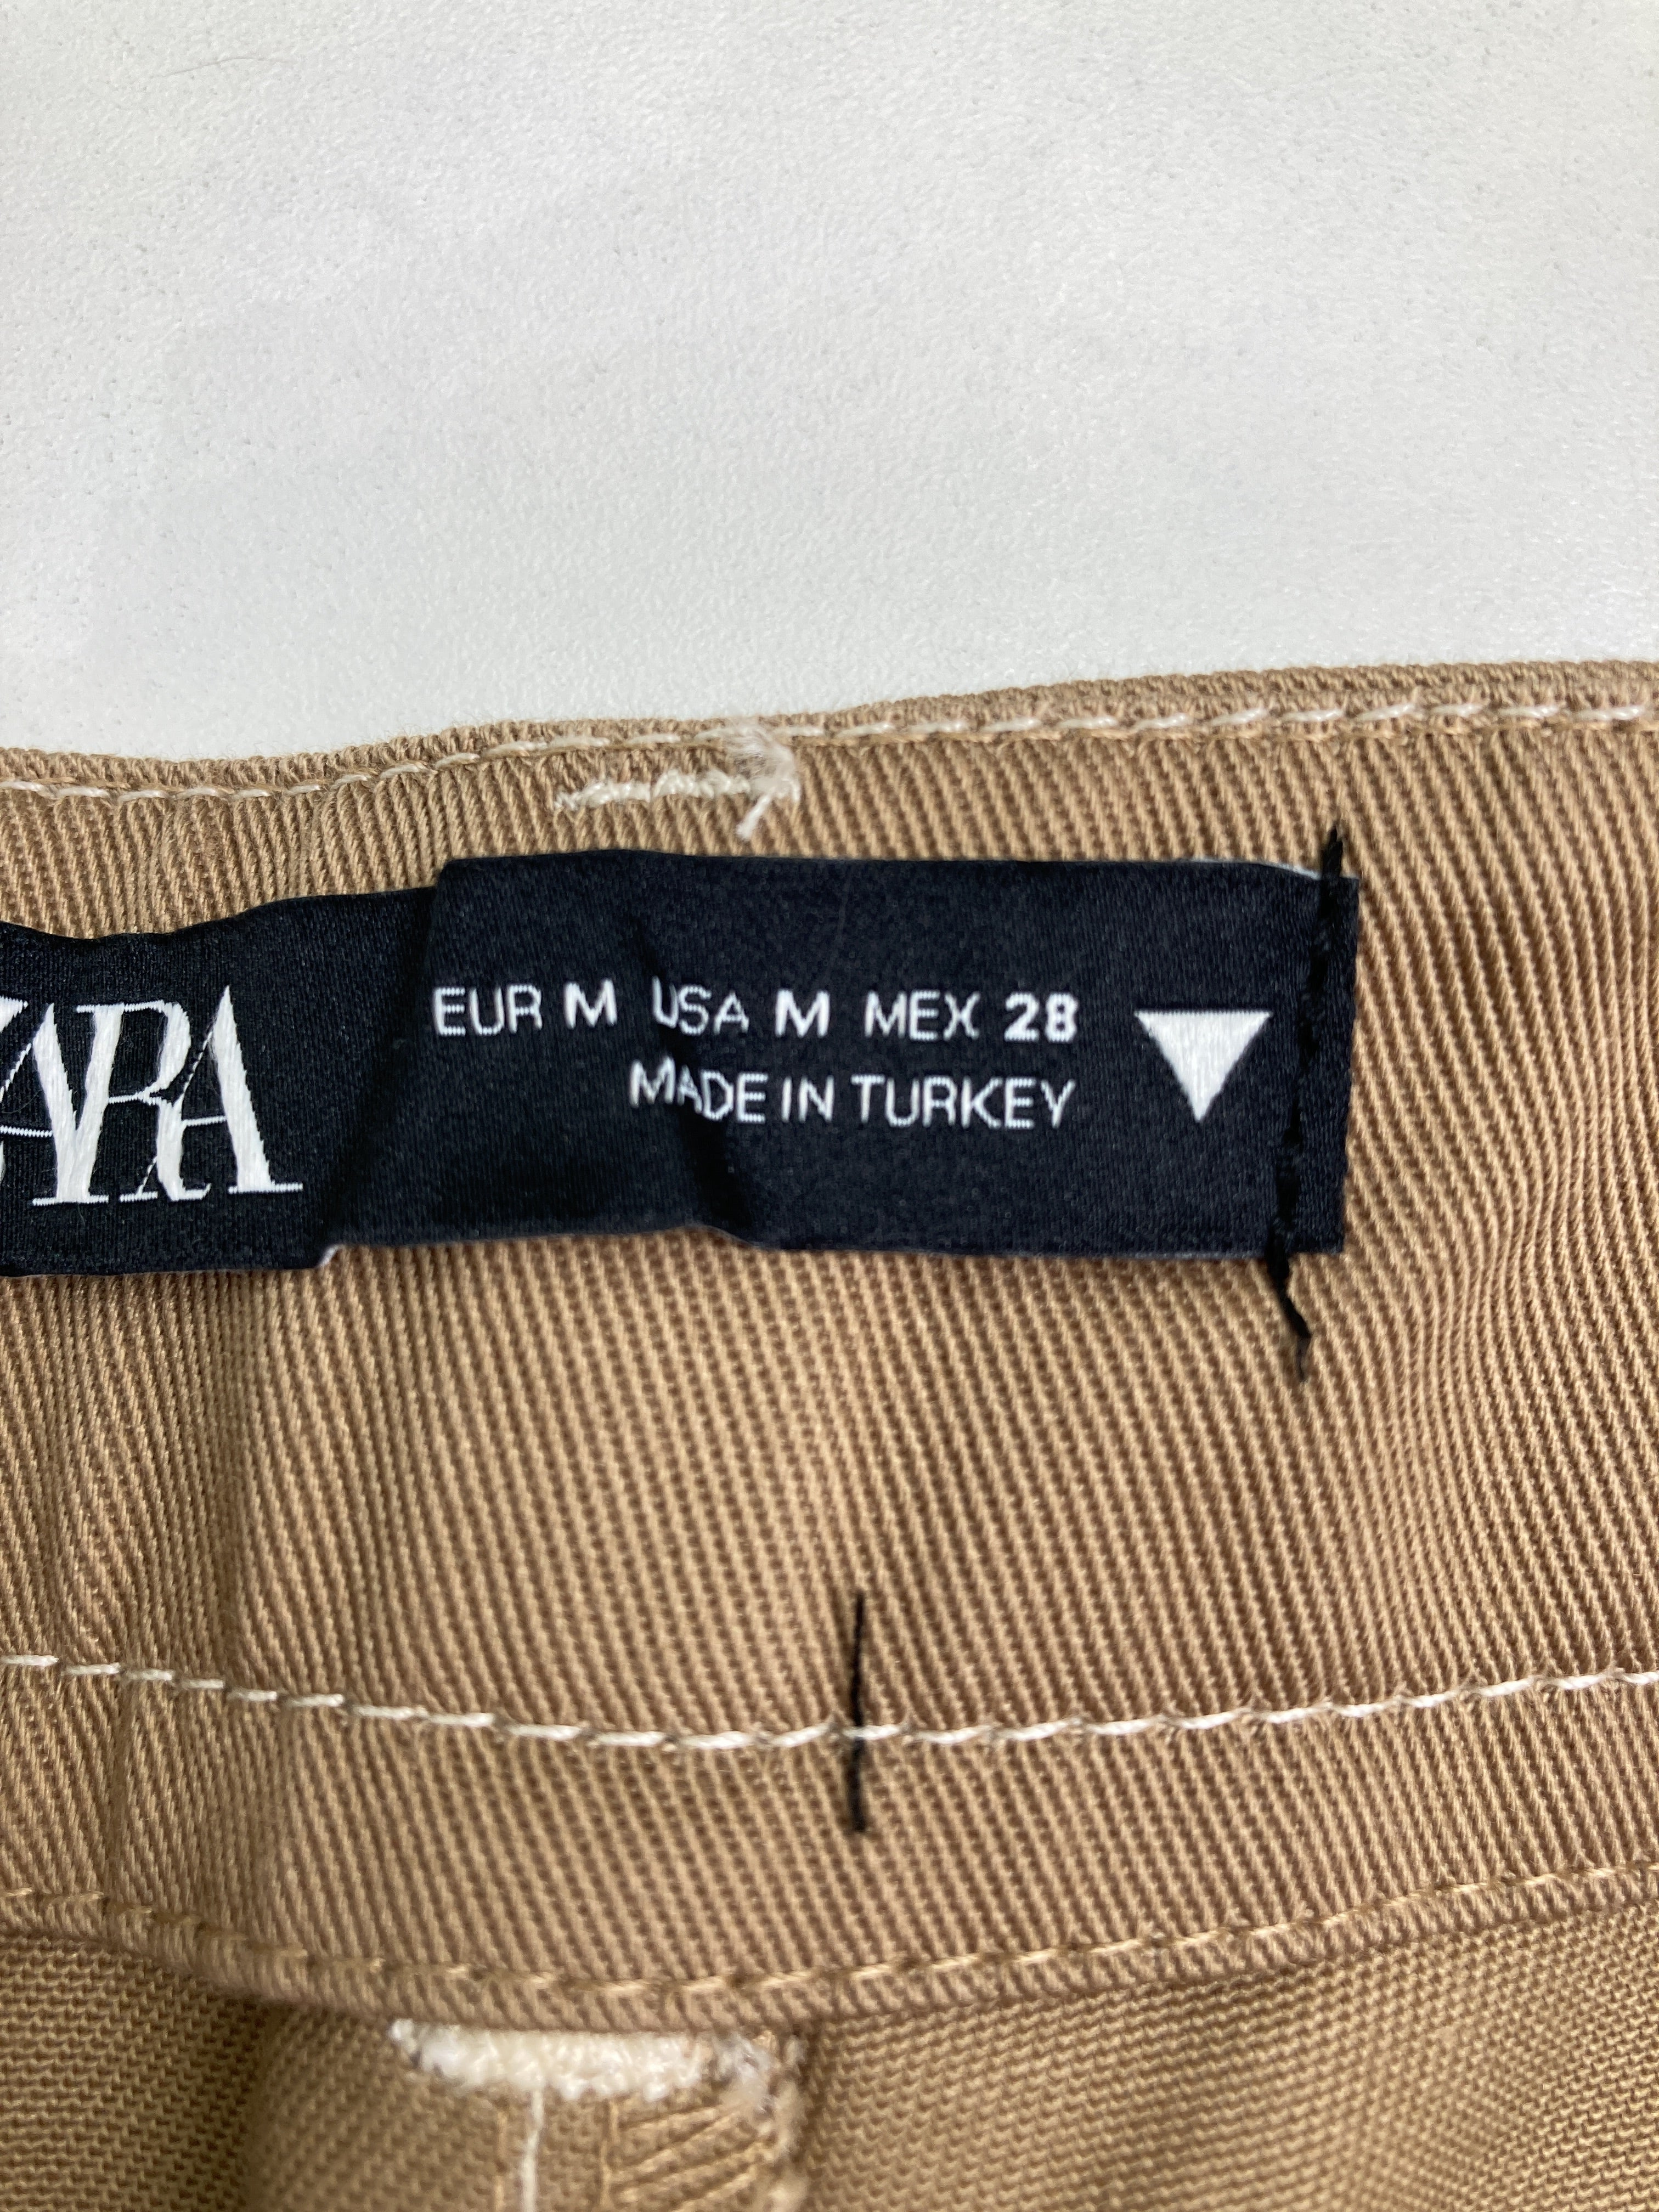 ZARA
EUR M USA M MEX 28
MADE IN TURKEY